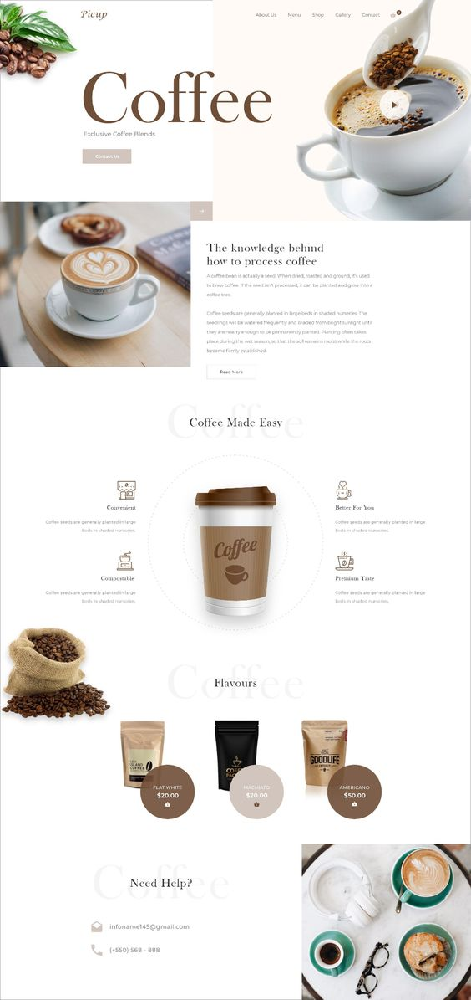 Picup
About Us Menu Shop Gallery Contact
Coffee
Exclusive Coffee Blends
Contact Us
The knowledge behind
how to process coffee
A coffee bean is actually a seed. When dried, roasted and ground, it's used
to brew coffee. If the seed isn't processed, it can be planted and grow into a
coffee tree.
Coffee seeds are generally planted in large beds in shaded nurseries. The
seedlings will be watered frequently and shaded from bright sunlight until
they are hearty enough to be permanently planted. Planting often takes
place during the wet season, so that the soil remains moist while the roots
become firmly established.
Read More
Coffee
Coffee Made Easy
Convenient
Coffee seeds are generally planted in large
beds in shaded nurseries.
Better For You
Coffee seeds are generally planted in large
beds in shaded nurseries.
Coffee
Compostable
Coffee seeds are generally planted in large
beds in shaded nurseries.
Premium Taste
Coffee seeds are generally planted in large
beds in shaded nurseries.
Coffee
Flavours
ISLAND
COFFEE
GOODLIFE
FLAT WHITE
$20.00
MACHIATO
$20.00
AMERICANO
$50.00
Coffee
Need Help?
infoname145@gmail.com
(+550) 568 - 888